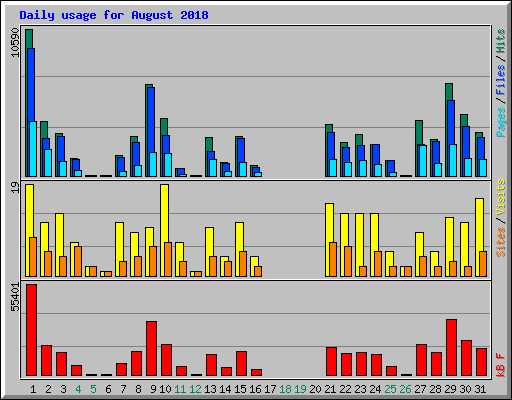 Daily usage for August 2018
10590
Pages / Files / Hits
19
Sites / Visits
55401
kB F
1 2 3 4 5 6 7 8 9 10 11 12 13 14 15 16 17 18 19 20 21 22 23 24 25 26 27 28 29 30 31